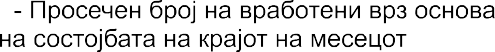 - Просечен број на вработени врз основа
на состојбата на крајот на месецот